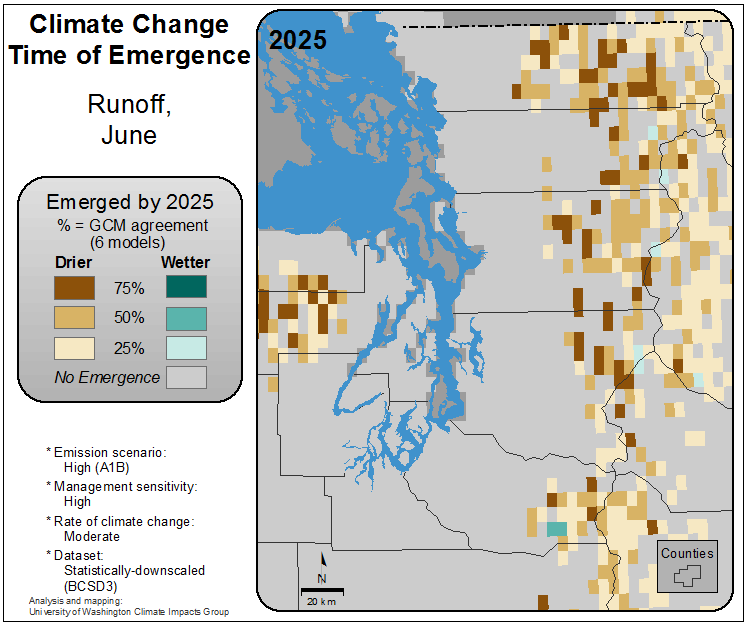 Climate Change
Time of Emergence
Runoff,
June
Emerged by 2025
% = GCM agreement
(6 models)
Drier Wetter
75%
50%
25%
No Emergence
* Emission scenario:
High (A1B)
* Management sensitivity:
High
* Rate of climate change:
Moderate
* Dataset:
Statistically-downscaled
(BCSD3)
Analysis and mapping:
University of Washington Climate Impacts Group
2025
N
20 km
Counties